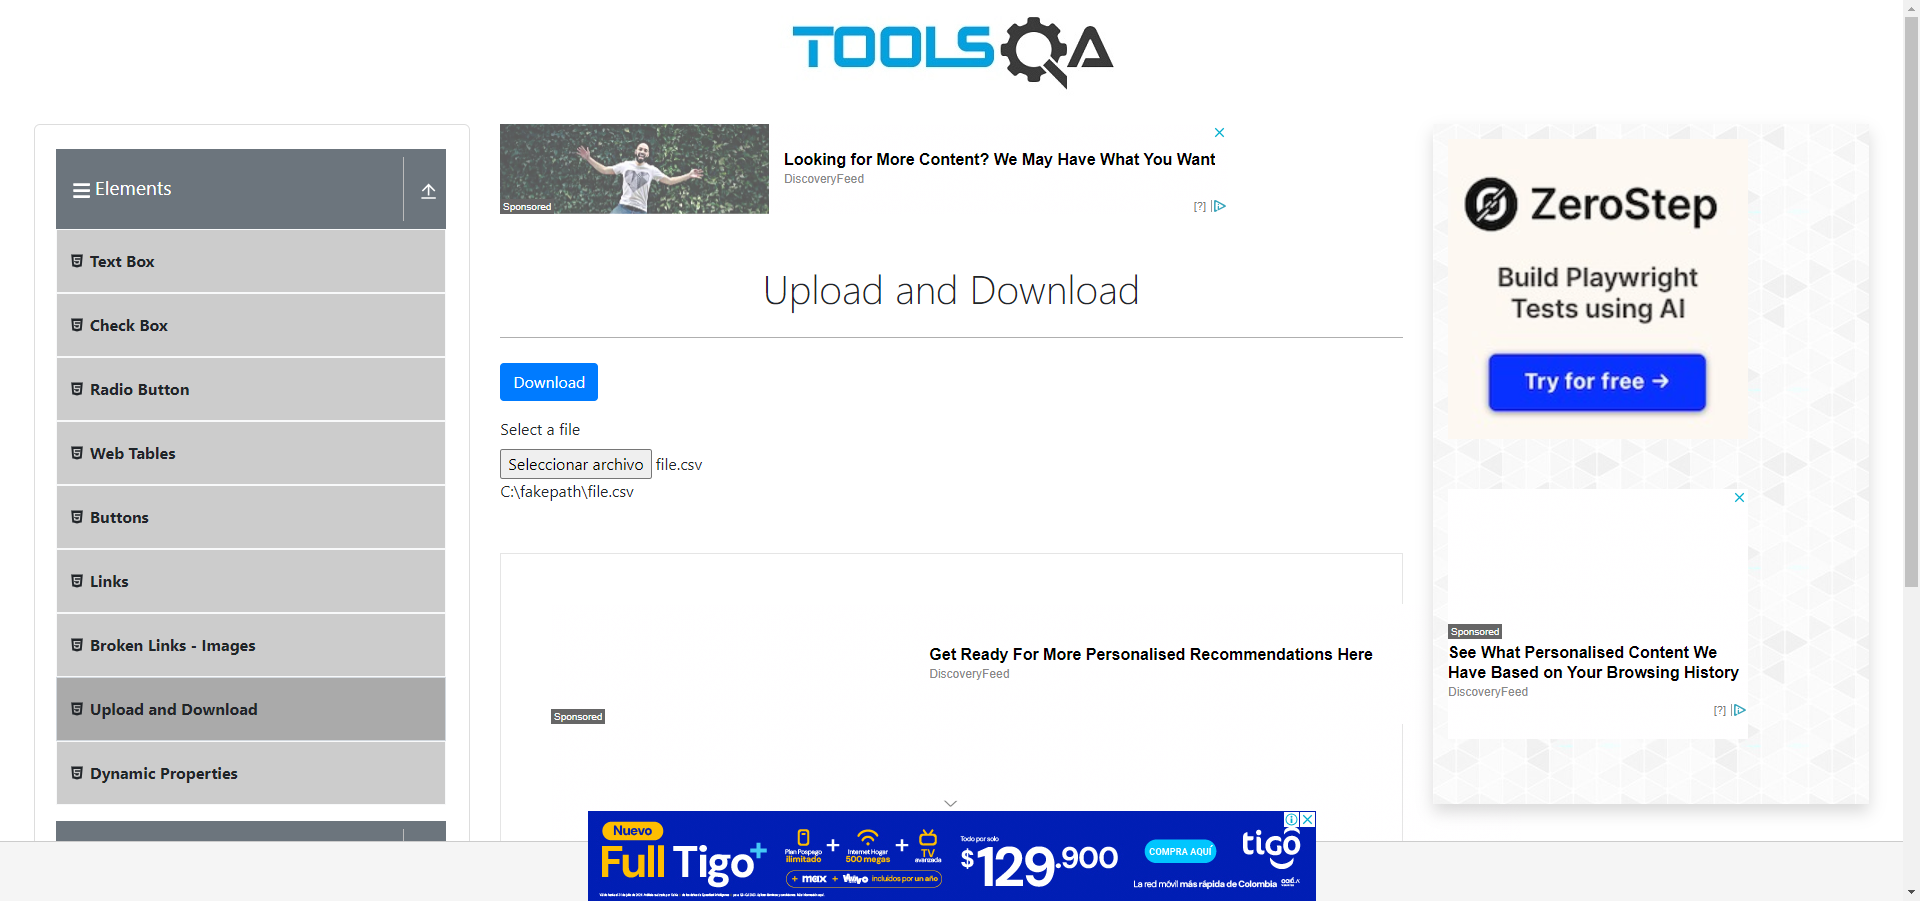 TOOLSQA
Elements
Text Box
Check Box
Radio Button
Web Tables
Buttons
Links
Broken Links - Images
Upload and Download
Dynamic Properties
Sponsored
Looking for More Content? We May Have What You Want
DiscoveryFeed
[?]
Upload and Download
Download
Select a file
Seleccionar archivo file.csv
C:\fakepath\file.csv
Get Ready For More Personalised Recommendations Here
DiscoveryFeed
Sponsored
ZeroStep
Build Playwright
Tests using AI
Try for free →
Sponsored
See What Personalised Content We
Have Based on Your Browsing History
DiscoveryFeed
[?]
Nuevo
Full Tigo+
Plan Pospago
ilimitado
+
Internet Hogar
500 megas
+
TV
avanzada
+ max + incluidos por un año
Todo por solo
$129.900
COMPRA AQUÍ
tigo
La red móvil más rápida de Colombia